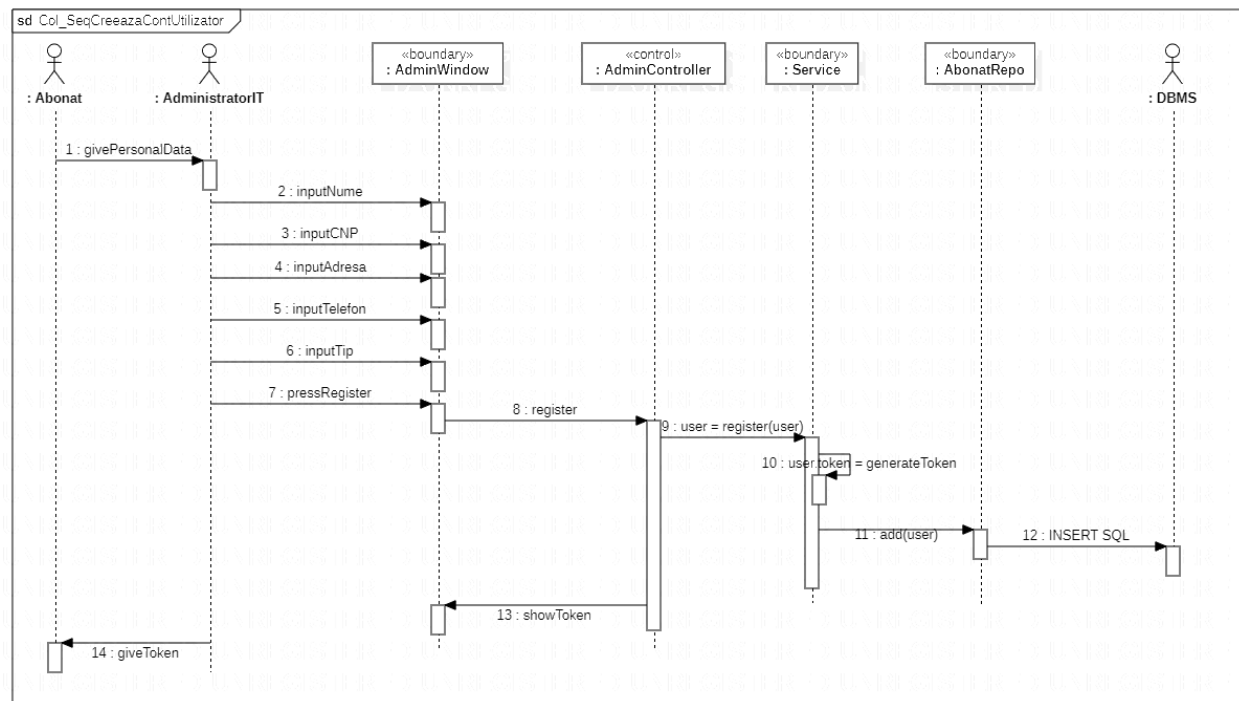 sd Col_SeqCreeazaContUtilizator
: Abonat
: AdministratorIT
«boundary»
: AdminWindow
«control»
: AdminController
«boundary»
: Service
«boundary»
: AbonatRepo
: DBMS
1 : givePersonalData
2 : inputNume
3 : inputCNP
4 : inputAdresa
5 : inputTelefon
6 : inputTip
7 : pressRegister
8 : register
9 : user = register(user)
10 : user.token = generateToken
11 : add(user)
12 : INSERT SQL
13 : showToken
14 : giveToken